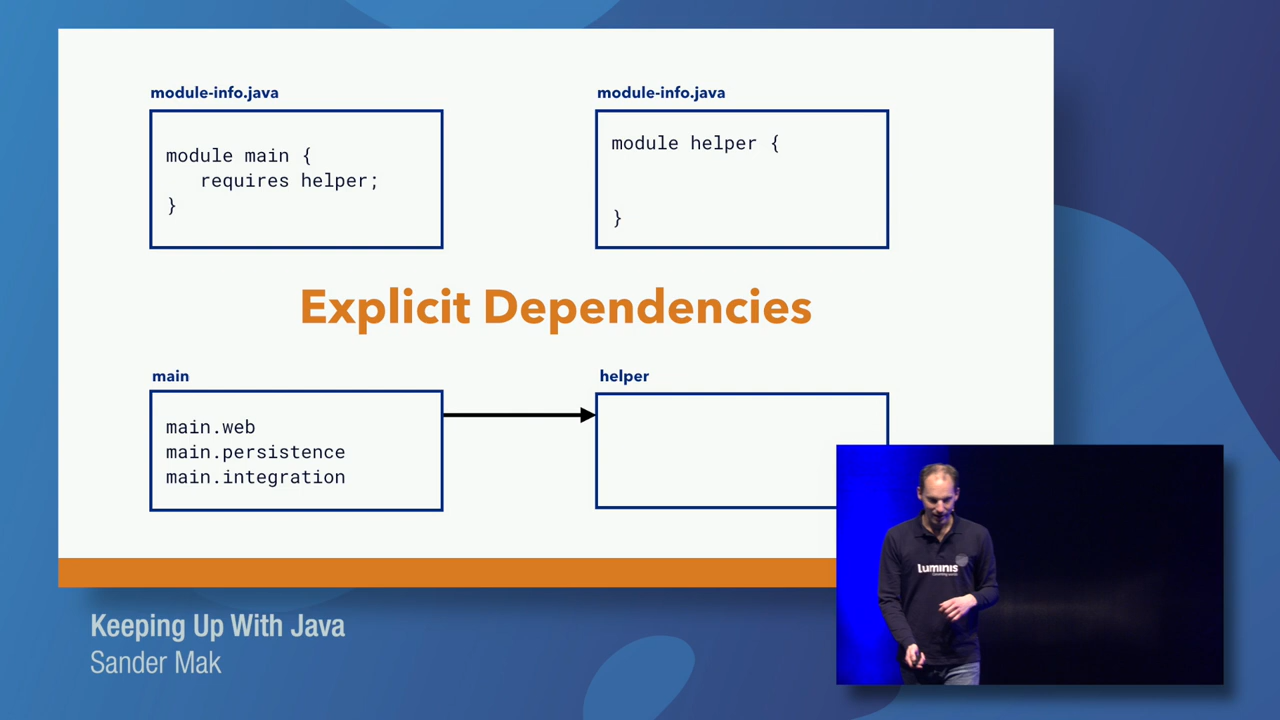 module-info.java
module main {
requires helper;
}
module-info.java
module helper {
}
Explicit Dependencies
main
main.web
main.persistence
main.integration
helper
luminis
Keeping Up With Java
Sander Mak